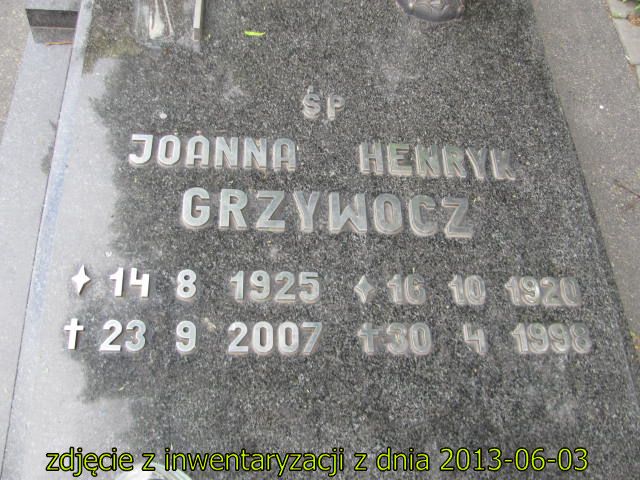 ŚP
JOANNA HENRYK
GRZYWOCZ
14 8 1925 16 10 1920
✝ 23 9 2007 ✝ 30 4 1998
zdjęcie z inwentaryzacji z dnia 2013-06-03